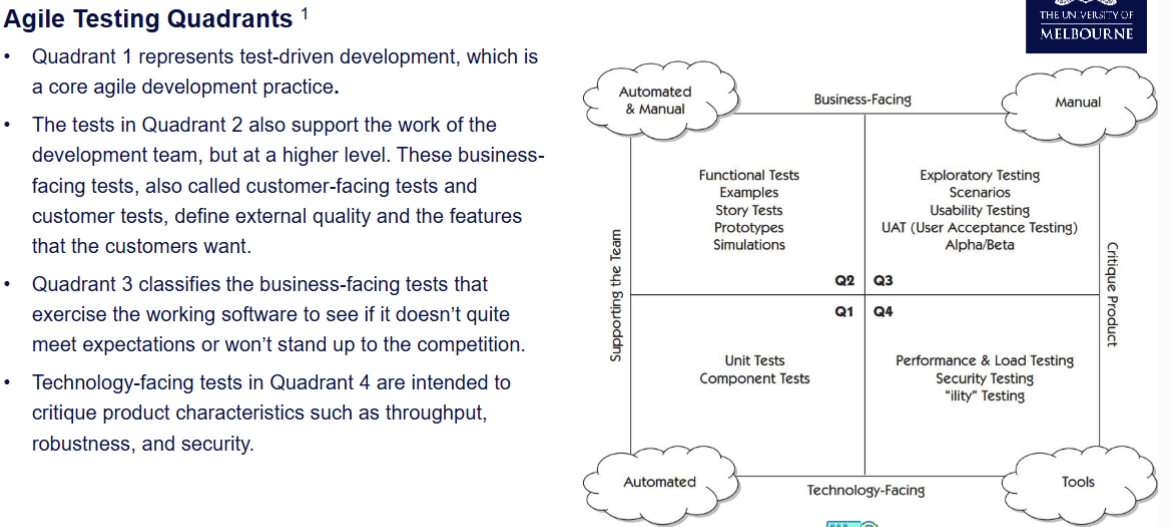 Agile Testing Quadrants 1
• Quadrant 1 represents test-driven development, which is
a core agile development practice.
• The tests in Quadrant 2 also support the work of the
development team, but at a higher level. These business-
facing tests, also called customer-facing tests and
customer tests, define external quality and the features
that the customers want.
• Quadrant 3 classifies the business-facing tests that
exercise the working software to see if it doesn’t quite
meet expectations or won’t stand up to the competition.
• Technology-facing tests in Quadrant 4 are intended to
critique product characteristics such as throughput,
robustness, and security.
THE UNIVERSITY OF
MELBOURNE
Automated
& Manual
Business-Facing
Manual
Functional Tests
Examples
Story Tests
Prototypes
Simulations
Exploratory Testing
Scenarios
Usability Testing
UAT (User Acceptance Testing)
Alpha/Beta
Supporting the Team
Critique Product
Q2
Q3
Q1
Q4
Unit Tests
Component Tests
Performance & Load Testing
Security Testing
"ility" Testing
Automated
Technology-Facing
Tools